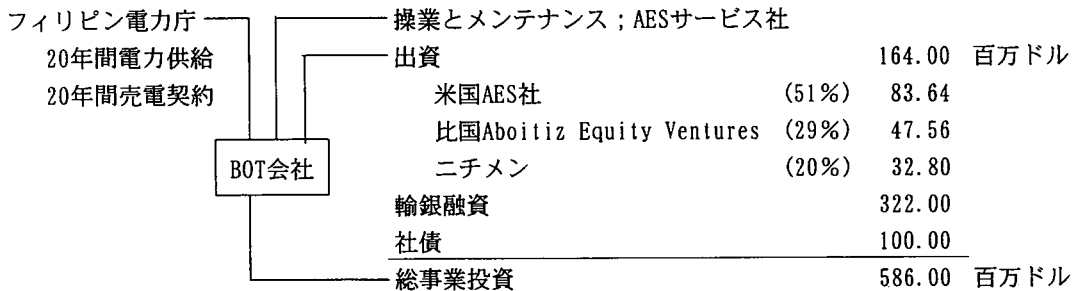 フィリピン電力庁
20年間電力供給
20年間売電契約
BOT会社
操業とメンテナンス；AESサービス社
出資 164.00 百万ドル
米国AES社 (51%) 83.64
比国Aboitiz Equity Ventures (29%) 47.56
ニチメン (20%) 32.80
輸銀融資 322.00
社債 100.00
総事業投資 586.00 百万ドル